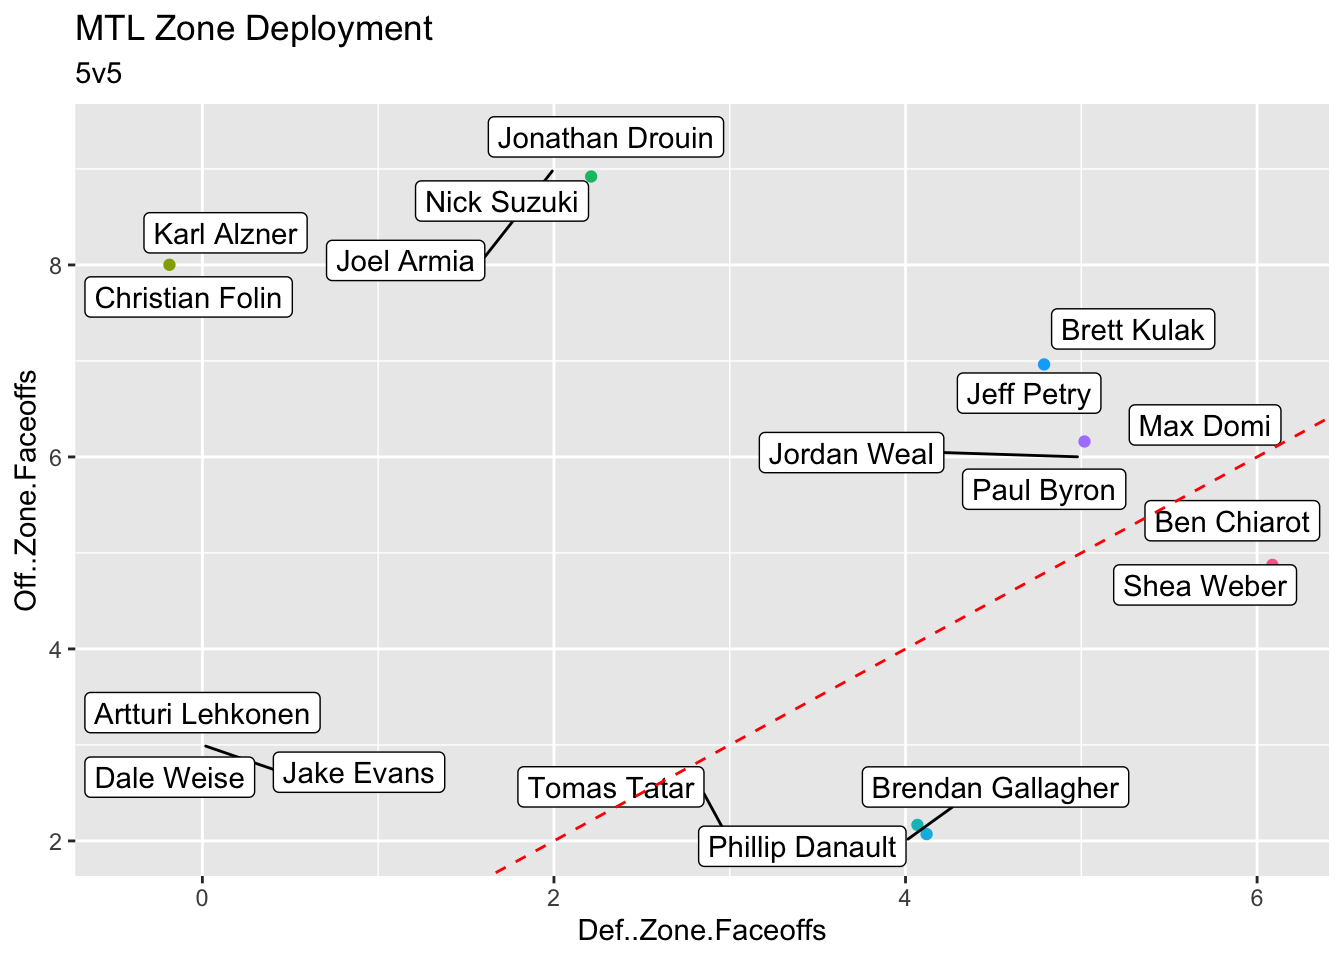 MTL Zone Deployment
5v5
Jonathan Drouin
Nick Suzuki
Karl Alzner
Joel Armia
Christian Folin
Brett Kulak
Jeff Petry
Max Domi
Jordan Weal
Paul Byron
Ben Chiarot
Shea Weber
Artturi Lehkonen
Dale Weise
Jake Evans
Tomas Tatar
Brendan Gallagher
Phillip Danault
8
6
4
2
0
2
4
6
Off..Zone.Faceoffs
Def..Zone.Faceoffs